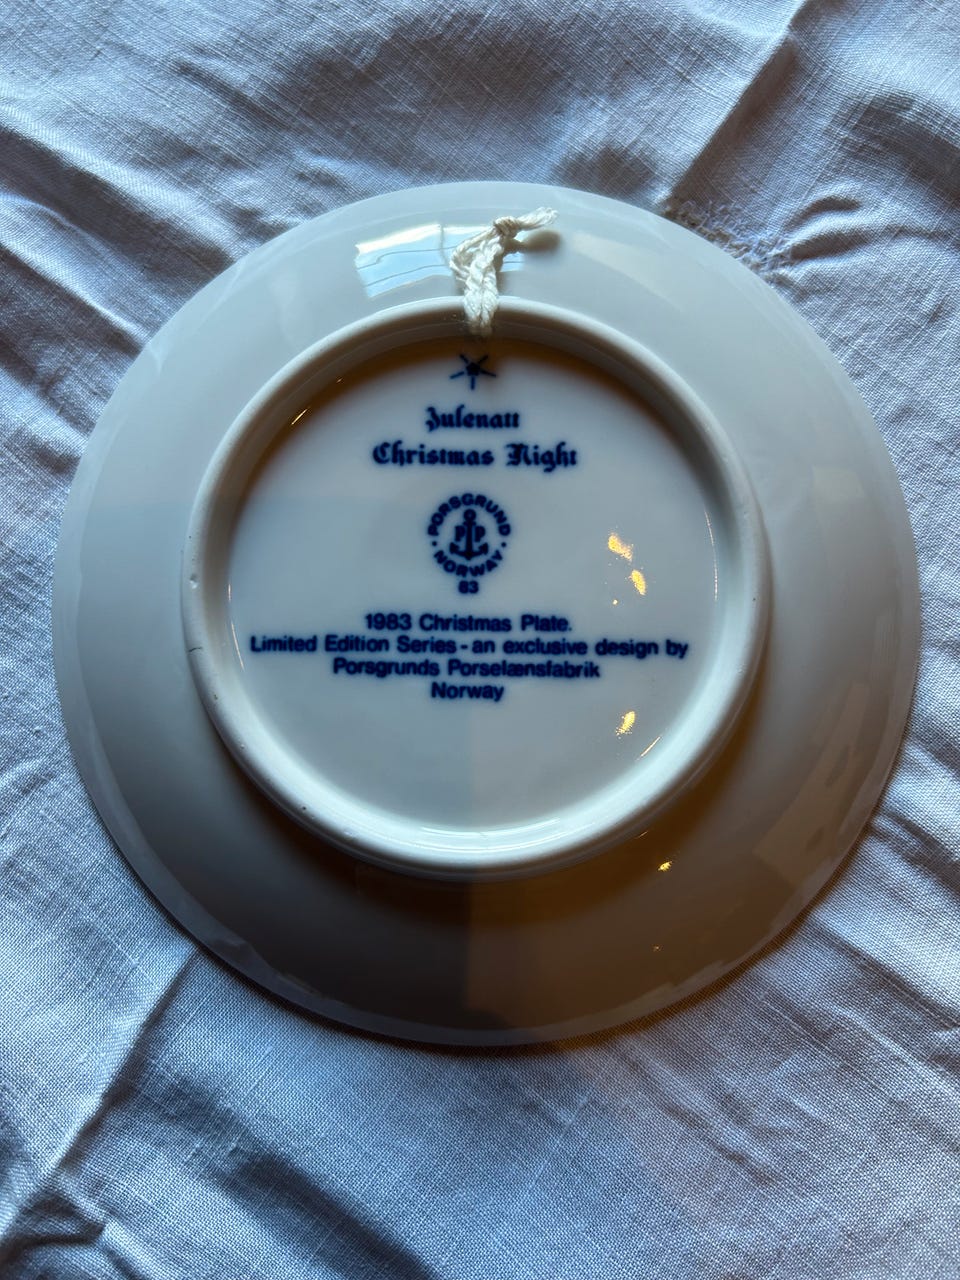 Julenatt
Christmas Night
PORSGRUND
PP
NORWAY
83
1983 Christmas Plate.
Limited Edition Series - an exclusive design by
Porsgrunds Porselænsfabrik
Norway